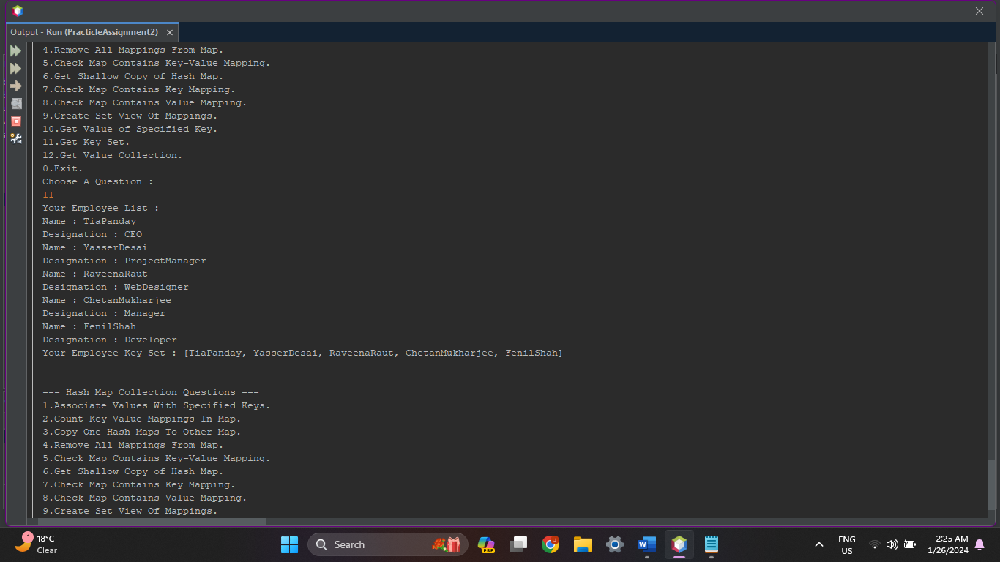 Output - Run (PracticleAssignment2)
4.Remove All Mappings From Map.
5.Check Map Contains Key-Value Mapping.
6.Get Shallow Copy of Hash Map.
7.Check Map Contains Key Mapping.
8.Check Map Contains Value Mapping.
9.Create Set View Of Mappings.
10.Get Value of Specified Key.
11.Get Key Set.
12.Get Value Collection.
0.Exit.
Choose A Question :
11
Your Employee List :
Name : TiaPanday
Designation : CEO
Name : YasserDesai
Designation : ProjectManager
Name : RaveenaRaut
Designation : WebDesigner
Name : ChetanMukharjee
Designation : Manager
Name : FenilShah
Designation : Developer
Your Employee Key Set : [TiaPanday, YasserDesai, RaveenaRaut, ChetanMukharjee, FenilShah]
--- Hash Map Collection Questions ---
1.Associate Values With Specified Keys.
2.Count Key-Value Mappings In Map.
3.Copy One Hash Maps To Other Map.
4.Remove All Mappings From Map.
5.Check Map Contains Key-Value Mapping.
6.Get Shallow Copy of Hash Map.
7.Check Map Contains Key Mapping.
8.Check Map Contains Value Mapping.
9.Create Set View Of Mappings.
1
18°C
Clear
Search
PRE
W
ENG
US
2:25 AM
1/26/2024